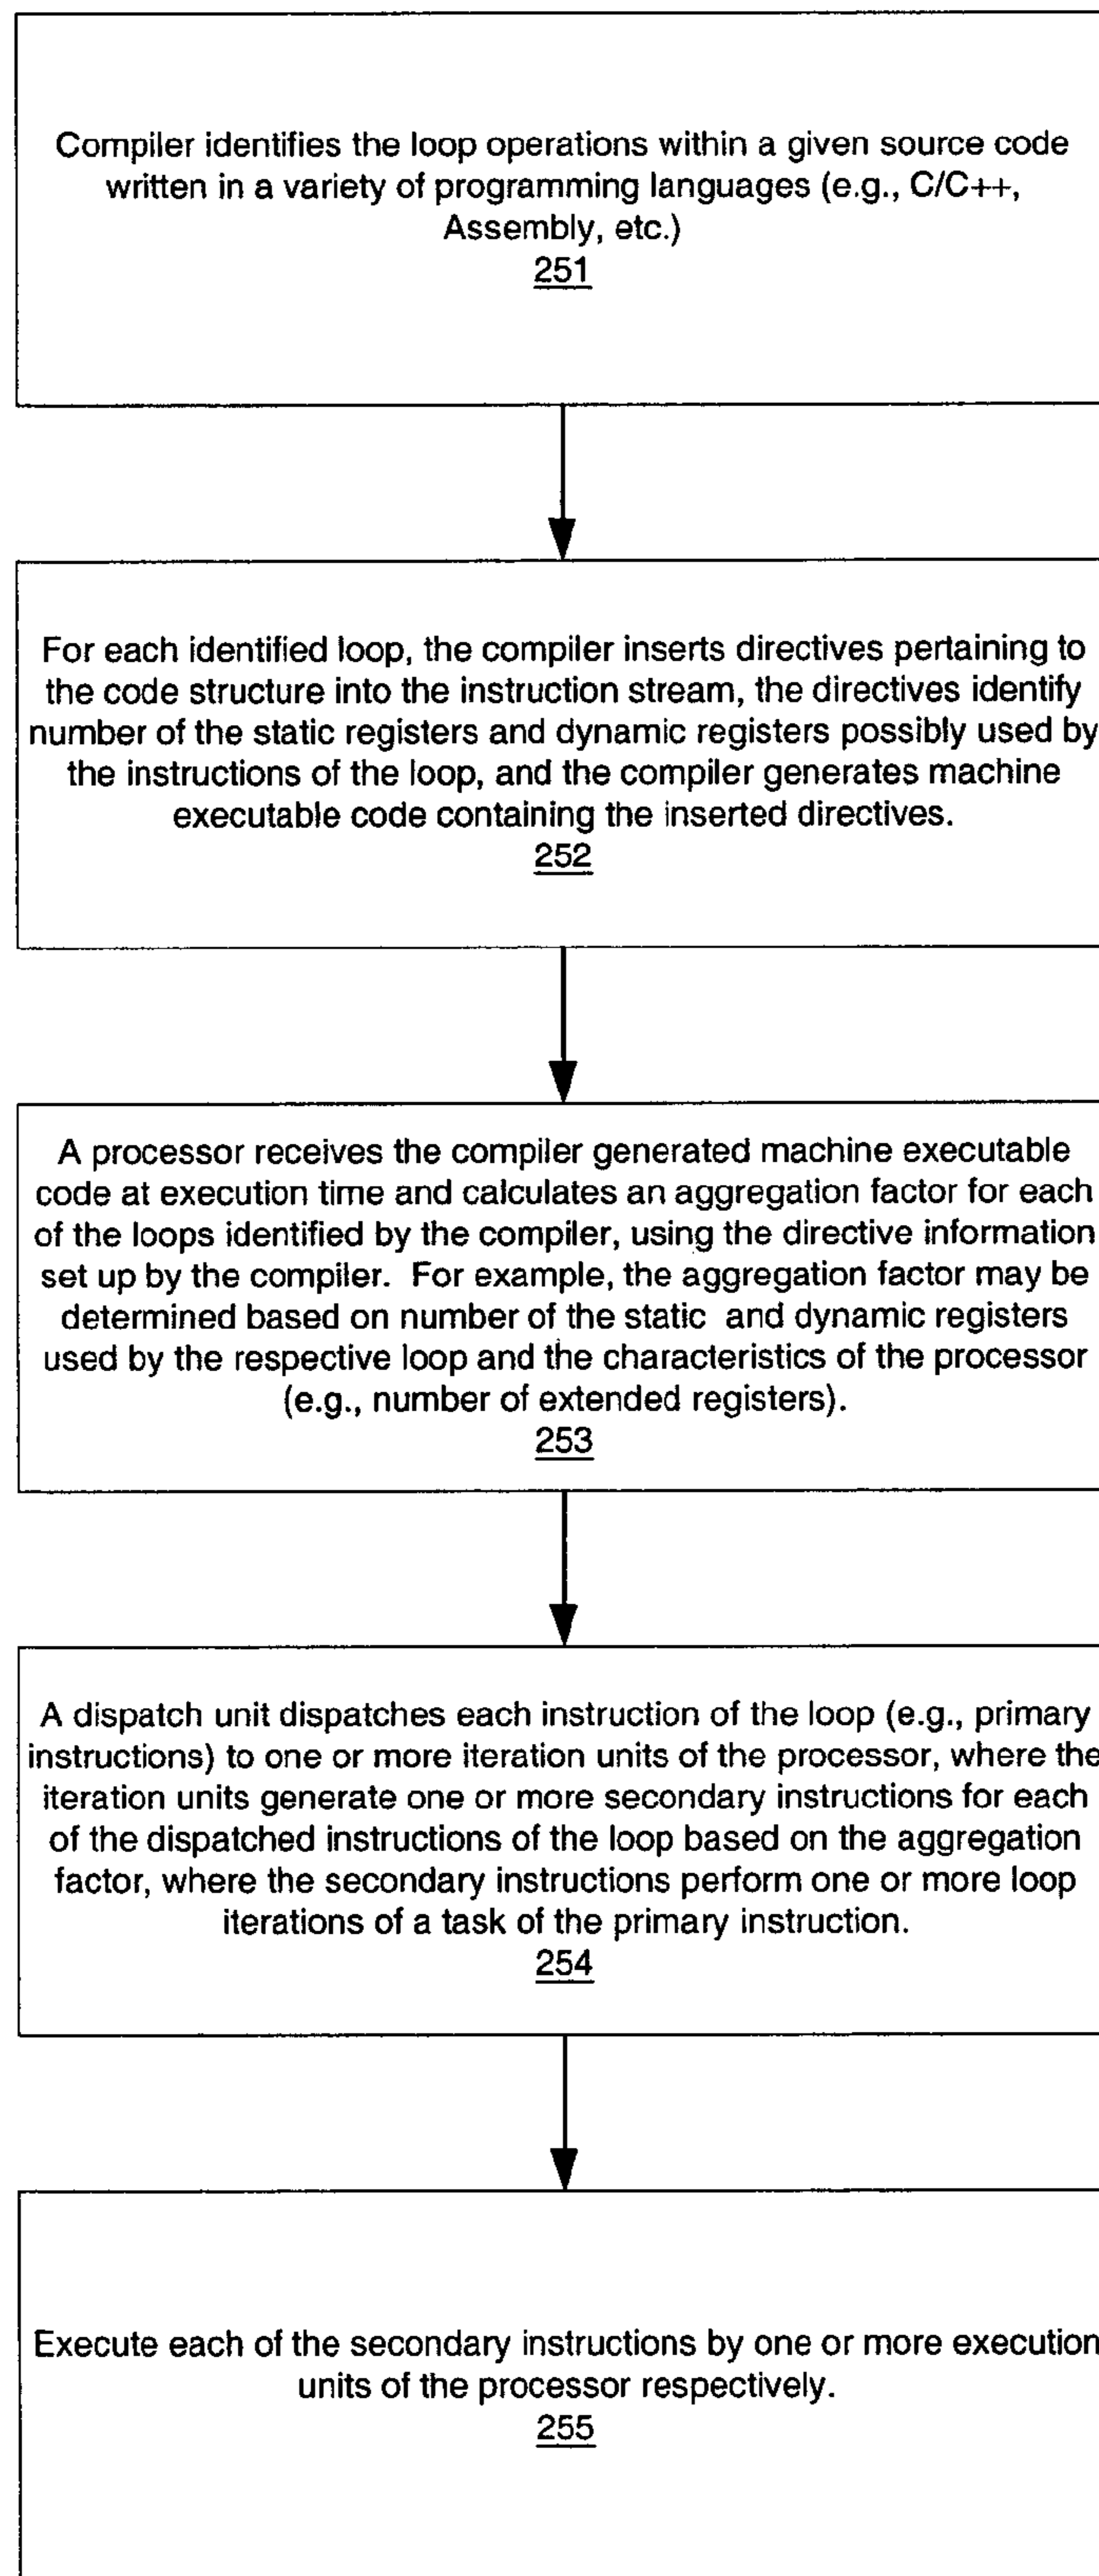 Compiler identifies the loop operations within a given source code
written in a variety of programming languages (e.g., C/C++,
Assembly, etc.)
251
For each identified loop, the compiler inserts directives pertaining to
the code structure into the instruction stream, the directives identify
number of the static registers and dynamic registers possibly used by
the instructions of the loop, and the compiler generates machine
executable code containing the inserted directives.
252
A processor receives the compiler generated machine executable
code at execution time and calculates an aggregation factor for each
of the loops identified by the compiler, using the directive information
set up by the compiler. For example, the aggregation factor may be
determined based on number of the static and dynamic registers
used by the respective loop and the characteristics of the processor
(e.g., number of extended registers).
253
A dispatch unit dispatches each instruction of the loop (e.g., primary
instructions) to one or more iteration units of the processor, where the
iteration units generate one or more secondary instructions for each
of the dispatched instructions of the loop based on the aggregation
factor, where the secondary instructions perform one or more loop
iterations of a task of the primary instruction.
254
Execute each of the secondary instructions by one or more execution
units of the processor respectively.
255